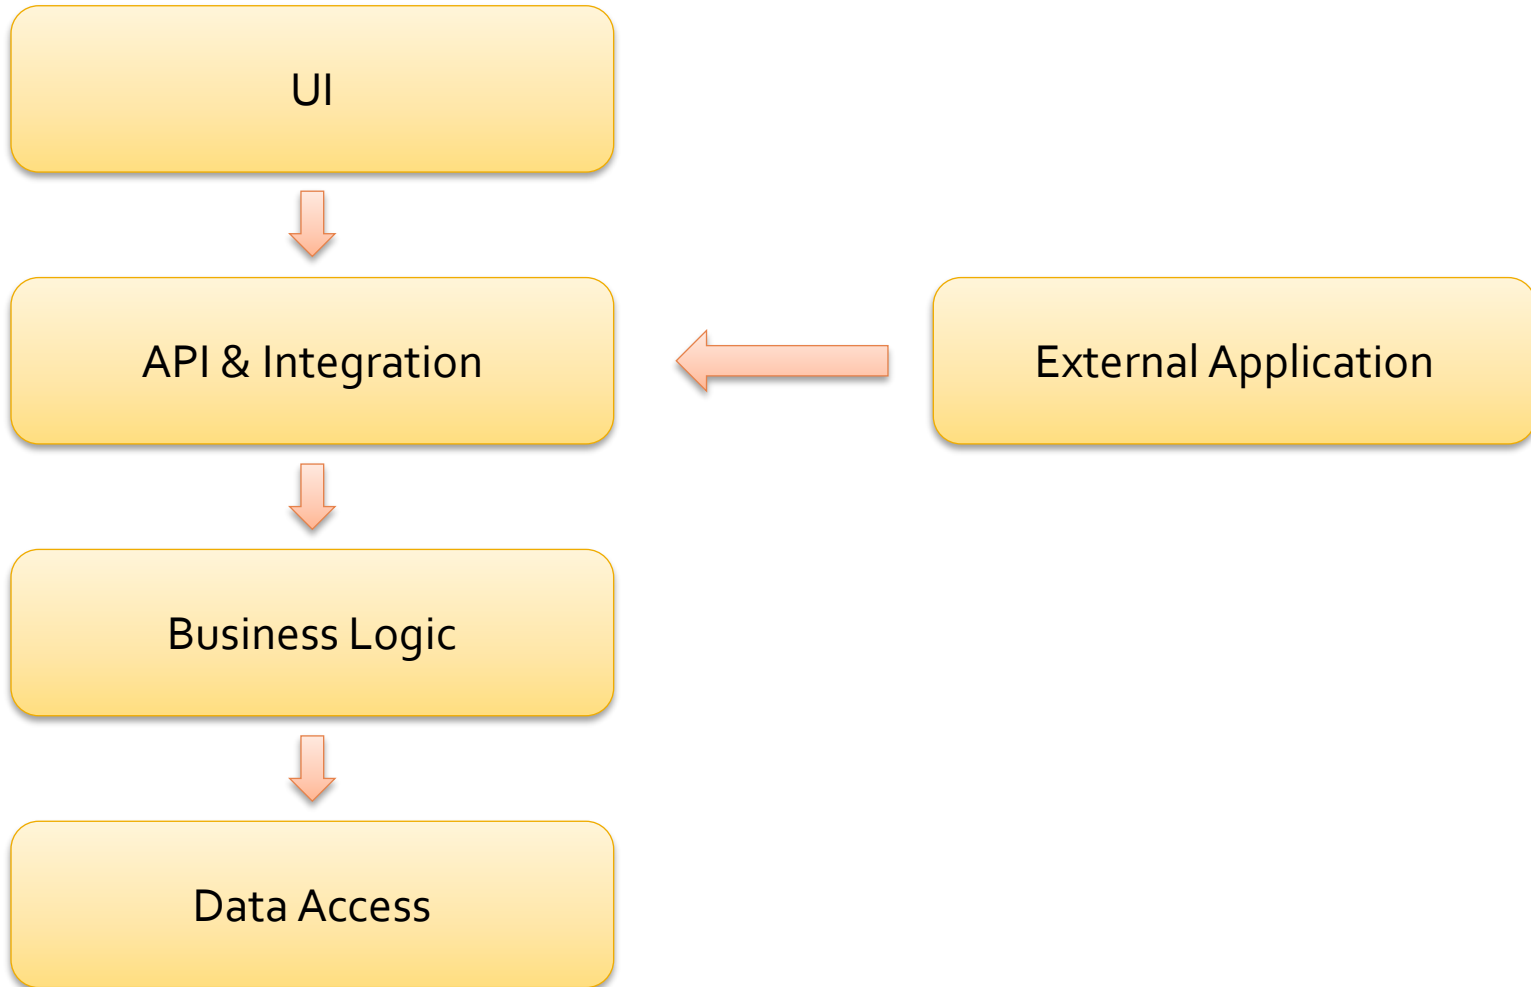 UI
API & Integration
External Application
Business Logic
Data Access